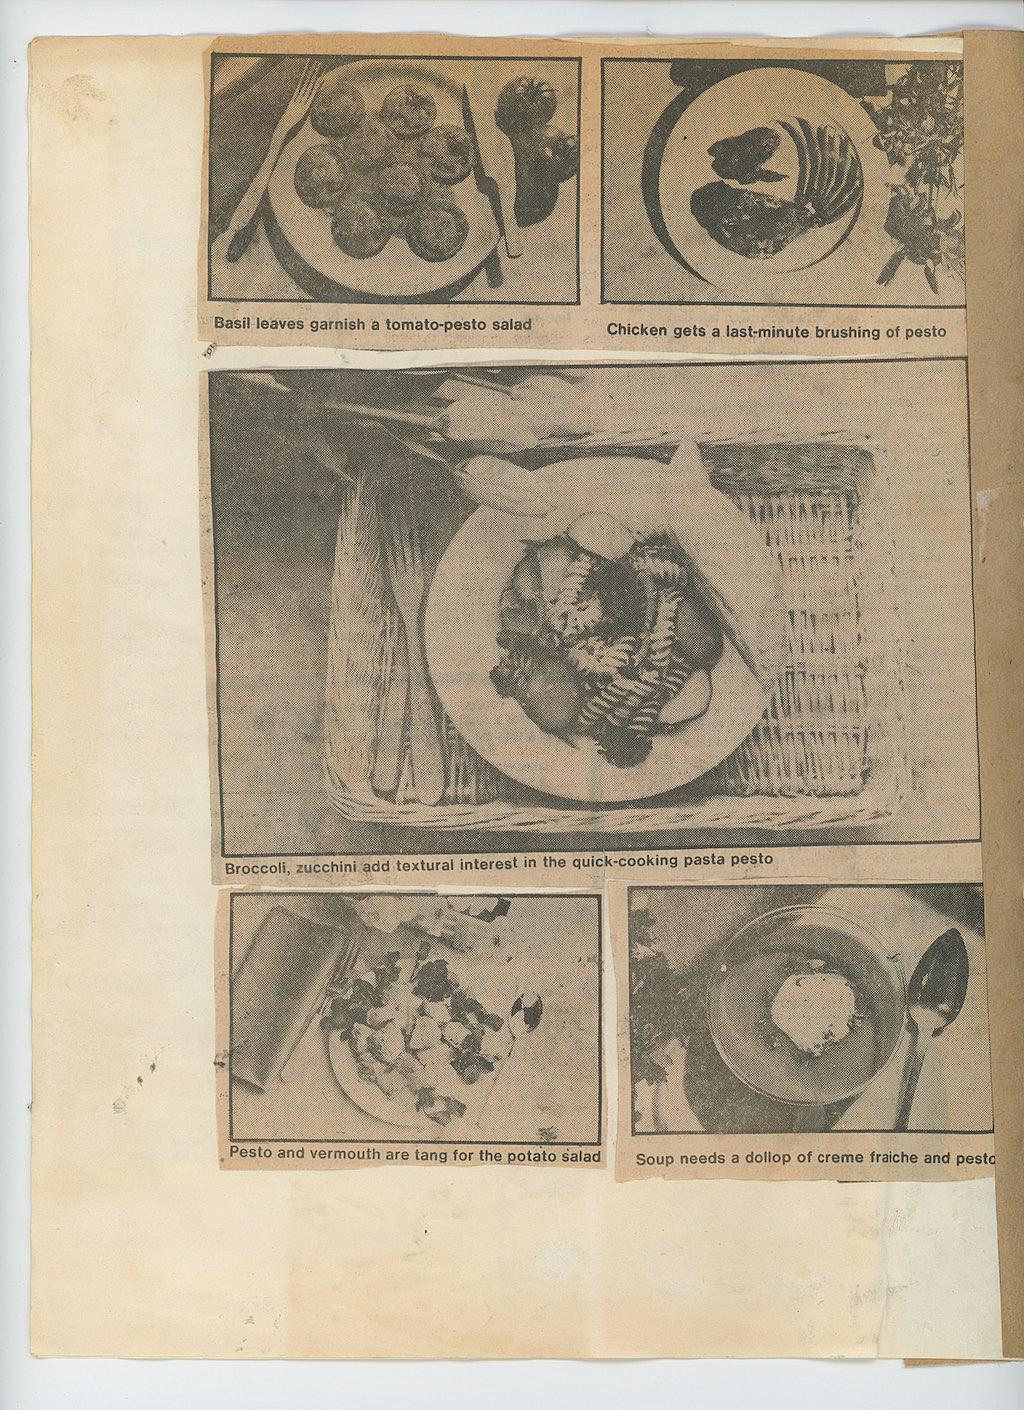 Basil leaves garnish a tomato-pesto salad
Chicken gets a last-minute brushing of pesto
Broccoli, zucchini add textural interest in the quick-cooking pasta pesto
Pesto and vermouth are tang for the potato salad
Soup needs a dollop of creme fraiche and pesto